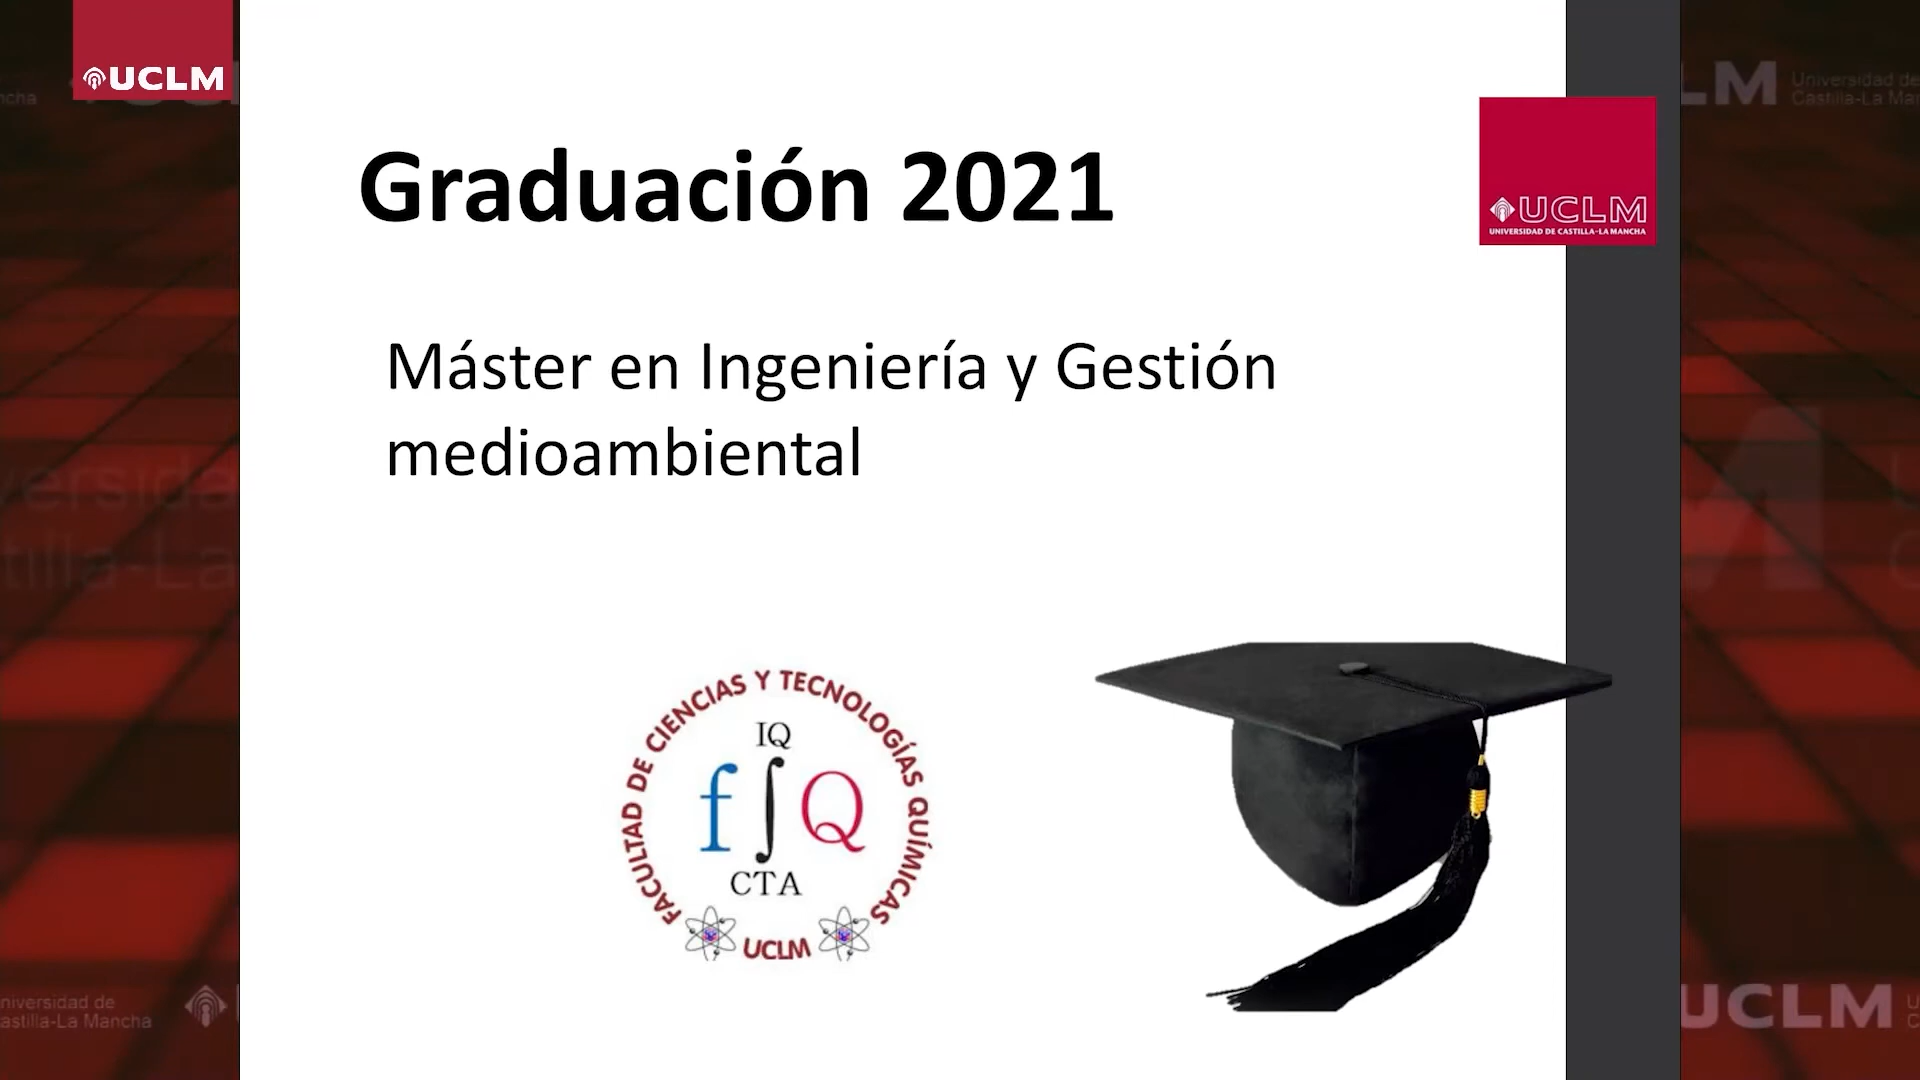 UCLM
Graduación 2021
UCLM
UNIVERSIDAD DE CASTILLA-LA MANCHA
Máster en Ingeniería y Gestión
medioambiental
FACULTAD DE CIENCIAS Y TECNOLOGÍAS QUÍMICAS
IQ
f∫Q
CTA
UCLM
UCLM